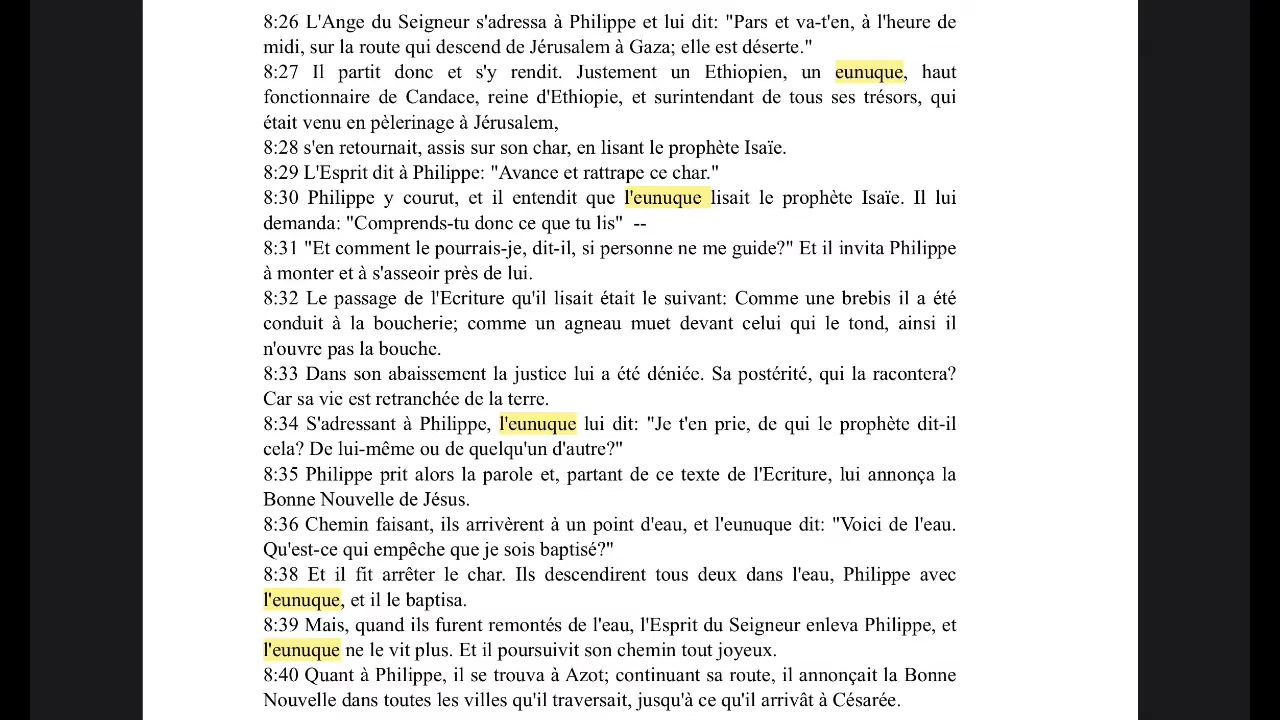 8:26 L'Ange du Seigneur s'adressa à Philippe et lui dit: "Pars et va-t'en, à l'heure de
midi, sur la route qui descend de Jérusalem à Gaza; elle est déserte."
8:27 Il partit donc et s'y rendit. Justement un Ethiopien, un eunuque, haut
fonctionnaire de Candace, reine d'Ethiopie, et surintendant de tous ses trésors, qui
était venu en pèlerinage à Jérusalem,
8:28 s'en retournait, assis sur son char, en lisant le prophète Isaïe.
8:29 L'Esprit dit à Philippe: "Avance et rattrape ce char."
8:30 Philippe y courut, et il entendit que l'eunuque lisait le prophète Isaïe. Il lui
demanda: "Comprends-tu donc ce que tu lis" --
8:31 "Et comment le pourrais-je, dit-il, si personne ne me guide?" Et il invita Philippe
à monter et à s'asseoir près de lui.
8:32 Le passage de l'Ecriture qu'il lisait était le suivant: Comme une brebis il a été
conduit à la boucherie; comme un agneau muet devant celui qui le tond, ainsi il
n'ouvre pas la bouche.
8:33 Dans son abaissement la justice lui a été déniée. Sa postérité, qui la racontera?
Car sa vie est retranchée de la terre.
8:34 S'adressant à Philippe, l'eunuque lui dit: "Je t'en prie, de qui le prophète dit-il
cela? De lui-même ou de quelqu'un d'autre?"
8:35 Philippe prit alors la parole et, partant de ce texte de l'Ecriture, lui annonça la
Bonne Nouvelle de Jésus.
8:36 Chemin faisant, ils arrivèrent à un point d'eau, et l'eunuque dit: "Voici de l'eau.
Qu'est-ce qui empêche que je sois baptisé?"
8:38 Et il fit arrêter le char. Ils descendirent tous deux dans l'eau, Philippe avec
l'eunuque, et il le baptisa.
8:39 Mais, quand ils furent remontés de l'eau, l'Esprit du Seigneur enleva Philippe, et
l'eunuque ne le vit plus. Et il poursuivit son chemin tout joyeux.
8:40 Quant à Philippe, il se trouva à Azot; continuant sa route, il annonçait la Bonne
Nouvelle dans toutes les villes qu'il traversait, jusqu'à ce qu'il arrivât à Césarée.